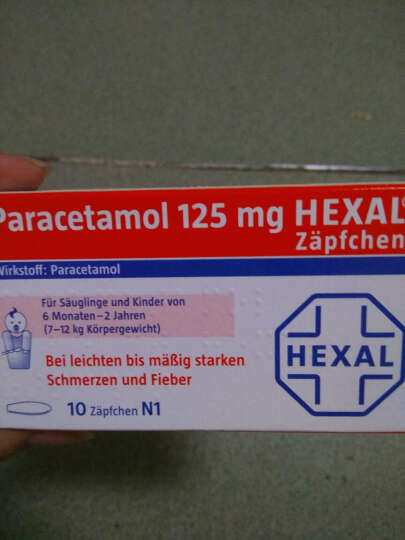 Paracetamol 125 mg HEXAL®
Zäpfchen
Wirkstoff: Paracetamol
Für Säuglinge und Kinder von
6 Monaten–2 Jahren
(7–12 kg Körpergewicht)
Bei leichten bis mäßig starken
Schmerzen und Fieber
HEXAL
10 Zäpfchen N1